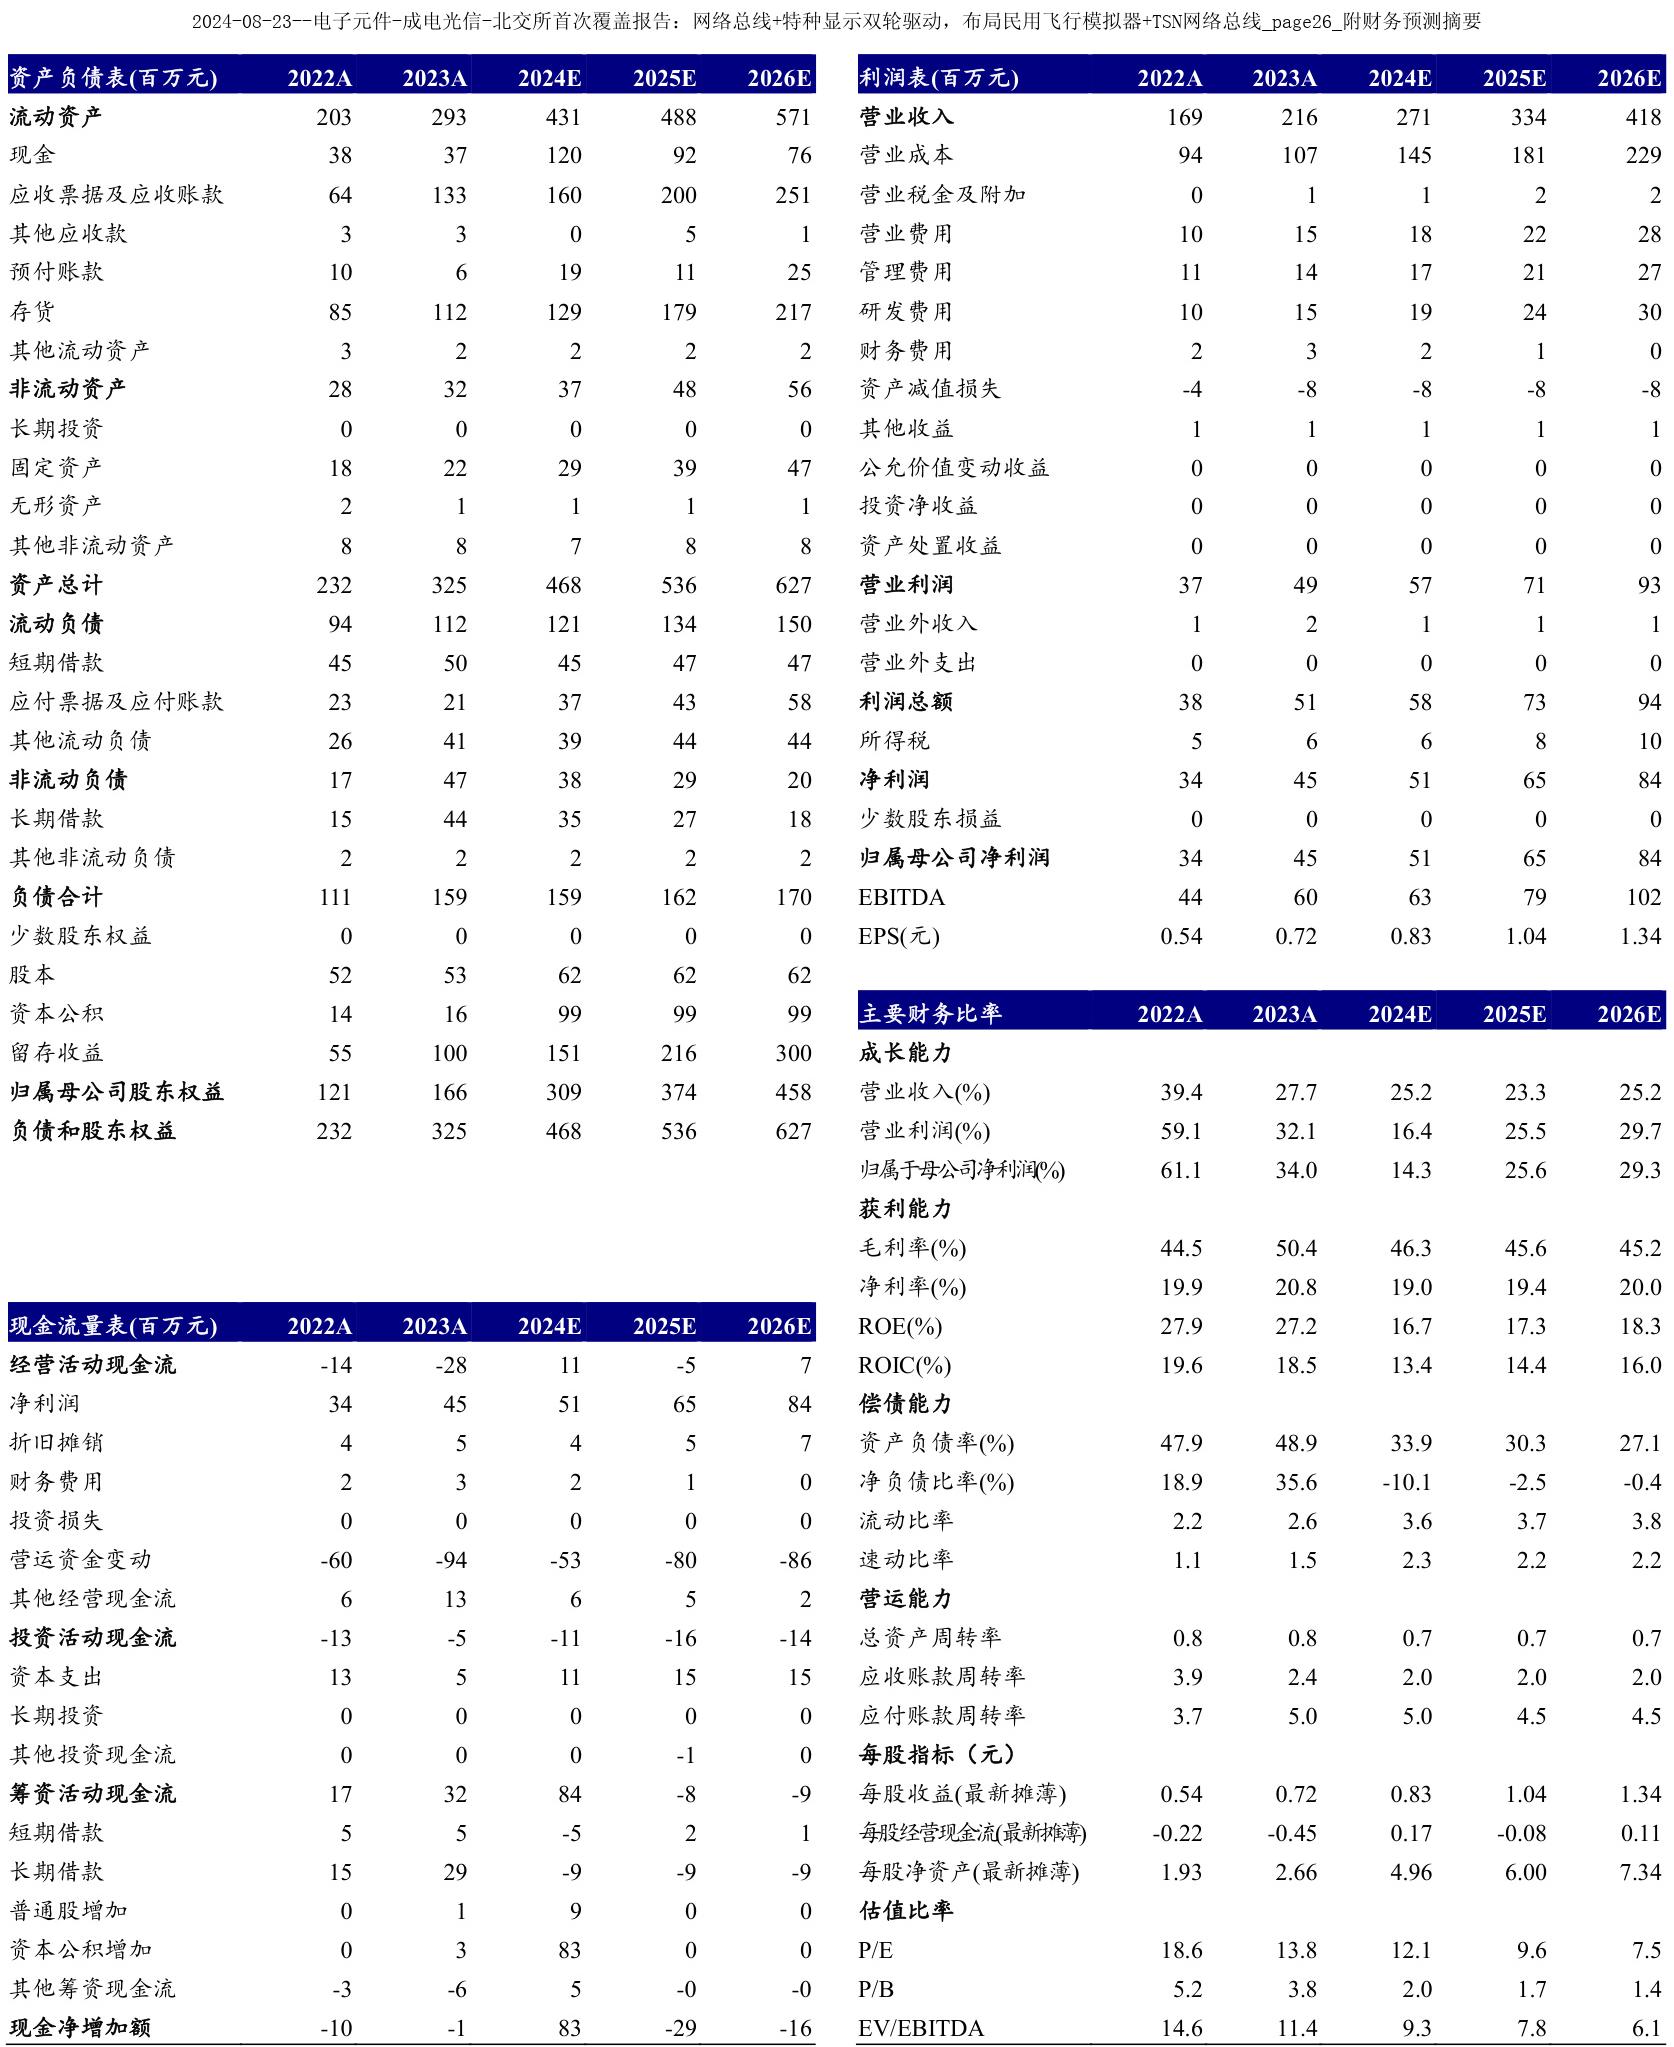 2024-08-23--电子元件-成电光信-北交所首次覆盖报告：网络总线+特种显示双轮驱动，布局民用飞行模拟器+TSN网络总线_page26_附财务预测摘要
资产负债表(百万元) 2022A 2023A 2024E 2025E 2026E
流动资产 203 293 431 488 571
现金 38 37 120 92 76
应收票据及应收账款 64 133 160 200 251
其他应收款 3 3 0 5 1
预付账款 10 6 19 11 25
存货 85 112 129 179 217
其他流动资产 3 2 2 2 2
非流动资产 28 32 37 48 56
长期投资 0 0 0 0 0
固定资产 18 22 29 39 47
无形资产 2 1 1 1 1
其他非流动资产 8 8 7 8 8
资产总计 232 325 468 536 627
流动负债 94 112 121 134 150
短期借款 45 50 45 47 47
应付票据及应付账款 23 21 37 43 58
其他流动负债 26 41 39 44 44
非流动负债 17 47 38 29 20
长期借款 15 44 35 27 18
其他非流动负债 2 2 2 2 2
负债合计 111 159 159 162 170
少数股东权益 0 0 0 0 0
股本 52 53 62 62 62
资本公积 14 16 99 99 99
留存收益 55 100 151 216 300
归属母公司股东权益 121 166 309 374 458
负债和股东权益 232 325 468 536 627
现金流量表(百万元) 2022A 2023A 2024E 2025E 2026E
经营活动现金流 -14 -28 11 -5 7
净利润 34 45 51 65 84
折旧摊销 4 5 4 5 7
财务费用 2 3 2 1 0
投资损失 0 0 0 0 0
营运资金变动 -60 -94 -53 -80 -86
其他经营现金流 6 13 6 5 2
投资活动现金流 -13 -5 -11 -16 -14
资本支出 13 5 11 15 15
长期投资 0 0 0 0 0
其他投资现金流 0 0 0 -1 0
筹资活动现金流 17 32 84 -8 -9
短期借款 5 5 -5 2 1
长期借款 15 29 -9 -9 -9
普通股增加 0 1 9 0 0
资本公积增加 0 3 83 0 0
其他筹资现金流 -3 -6 5 -0 -0
现金净增加额 -10 -1 83 -29 -16
利润表(百万元) 2022A 2023A 2024E 2025E 2026E
营业收入 169 216 271 334 418
营业成本 94 107 145 181 229
营业税金及附加 0 1 1 2 2
营业费用 10 15 18 22 28
管理费用 11 14 17 21 27
研发费用 10 15 19 24 30
财务费用 2 3 2 1 0
资产减值损失 -4 -8 -8 -8 -8
其他收益 1 1 1 1 1
公允价值变动收益 0 0 0 0 0
投资净收益 0 0 0 0 0
资产处置收益 0 0 0 0 0
营业利润 37 49 57 71 93
营业外收入 1 2 1 1 1
营业外支出 0 0 0 0 0
利润总额 38 51 58 73 94
所得税 5 6 6 8 10
净利润 34 45 51 65 84
少数股东损益 0 0 0 0 0
归属母公司净利润 34 45 51 65 84
EBITDA 44 60 63 79 102
EPS(元) 0.54 0.72 0.83 1.04 1.34
主要财务比率 2022A 2023A 2024E 2025E 2026E
成长能力
营业收入(%) 39.4 27.7 25.2 23.3 25.2
营业利润(%) 59.1 32.1 16.4 25.5 29.7
归属于母公司净利润(%) 61.1 34.0 14.3 25.6 29.3
获利能力
毛利率(%) 44.5 50.4 46.3 45.6 45.2
净利率(%) 19.9 20.8 19.0 19.4 20.0
ROE(%) 27.9 27.2 16.7 17.3 18.3
ROIC(%) 19.6 18.5 13.4 14.4 16.0
偿债能力
资产负债率(%) 47.9 48.9 33.9 30.3 27.1
净负债比率(%) 18.9 35.6 -10.1 -2.5 -0.4
流动比率 2.2 2.6 3.6 3.7 3.8
速动比率 1.1 1.5 2.3 2.2 2.2
营运能力
总资产周转率 0.8 0.8 0.7 0.7 0.7
应收账款周转率 3.9 2.4 2.0 2.0 2.0
应付账款周转率 3.7 5.0 5.0 4.5 4.5
每股指标（元）
每股收益(最新摊薄) 0.54 0.72 0.83 1.04 1.34
每股经营现金流(最新摊薄) -0.22 -0.45 0.17 -0.08 0.11
每股净资产(最新摊薄) 1.93 2.66 4.96 6.00 7.34
估值比率
P/E 18.6 13.8 12.1 9.6 7.5
P/B 5.2 3.8 2.0 1.7 1.4
EV/EBITDA 14.6 11.4 9.3 7.8 6.1